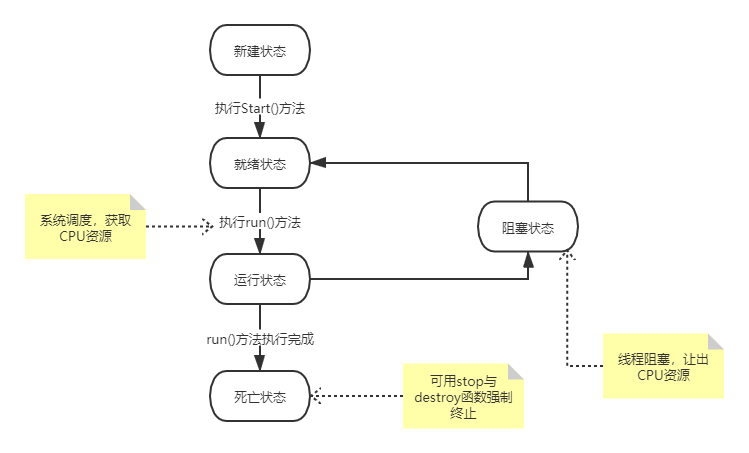 新建状态
执行Start()方法
就绪状态
系统调度，获取
CPU资源
执行run()方法
阻塞状态
运行状态
run()方法执行完成
线程阻塞，让出
CPU资源
死亡状态
可用stop与
destroy函数强制
终止